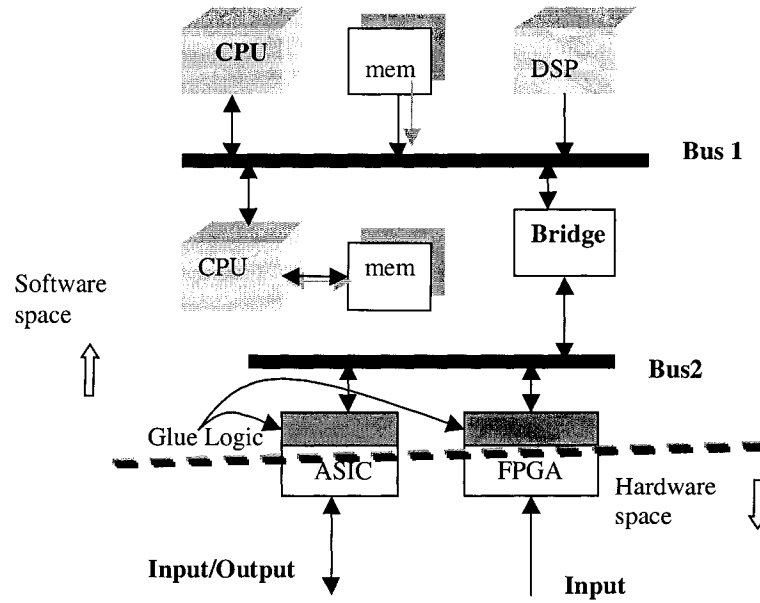 CPU
mem
DSP
Bus 1
Bridge
CPU
mem
Software
space
Bus2
Glue Logic
ASIC
FPGA
Hardware
space
Input/Output
Input